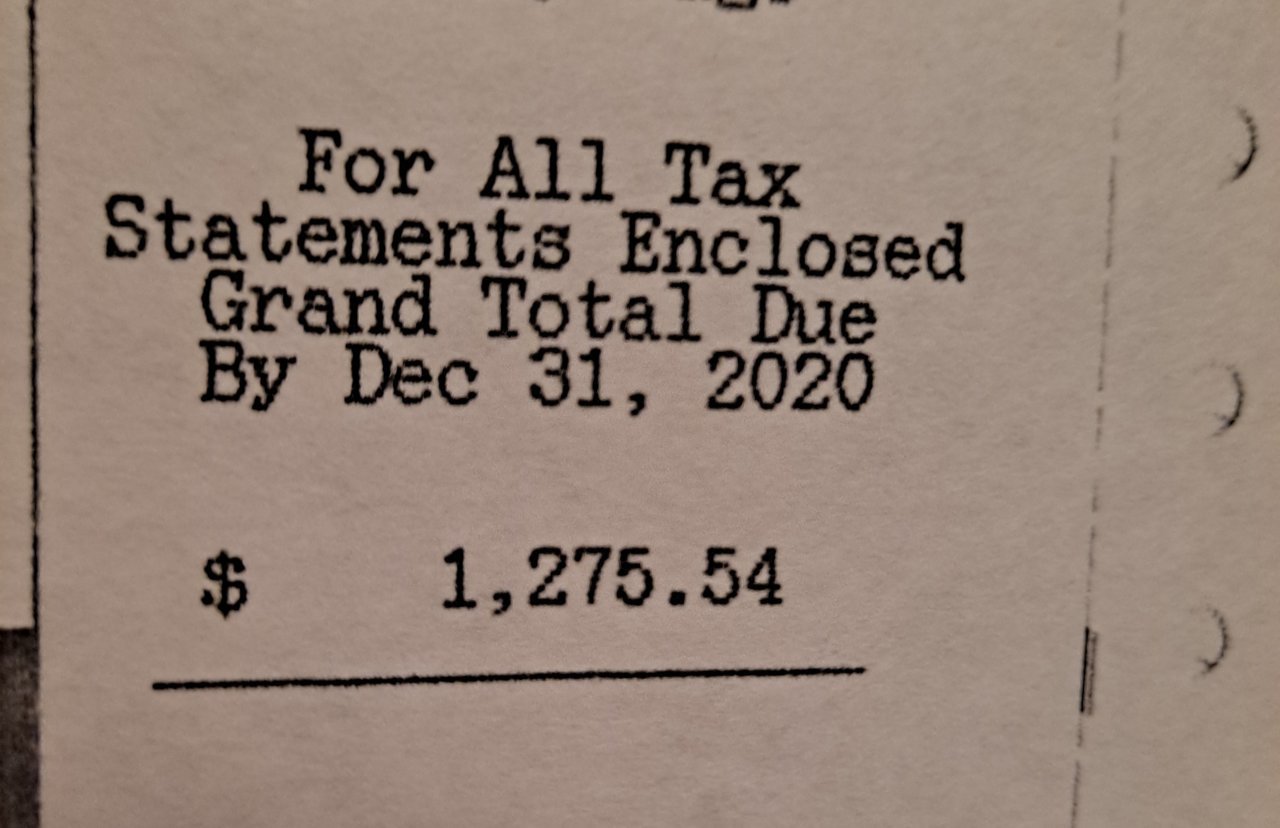 For All Tax
Statements Enclosed
Grand Total Due
By Dec 31, 2020
$ 1,275.54